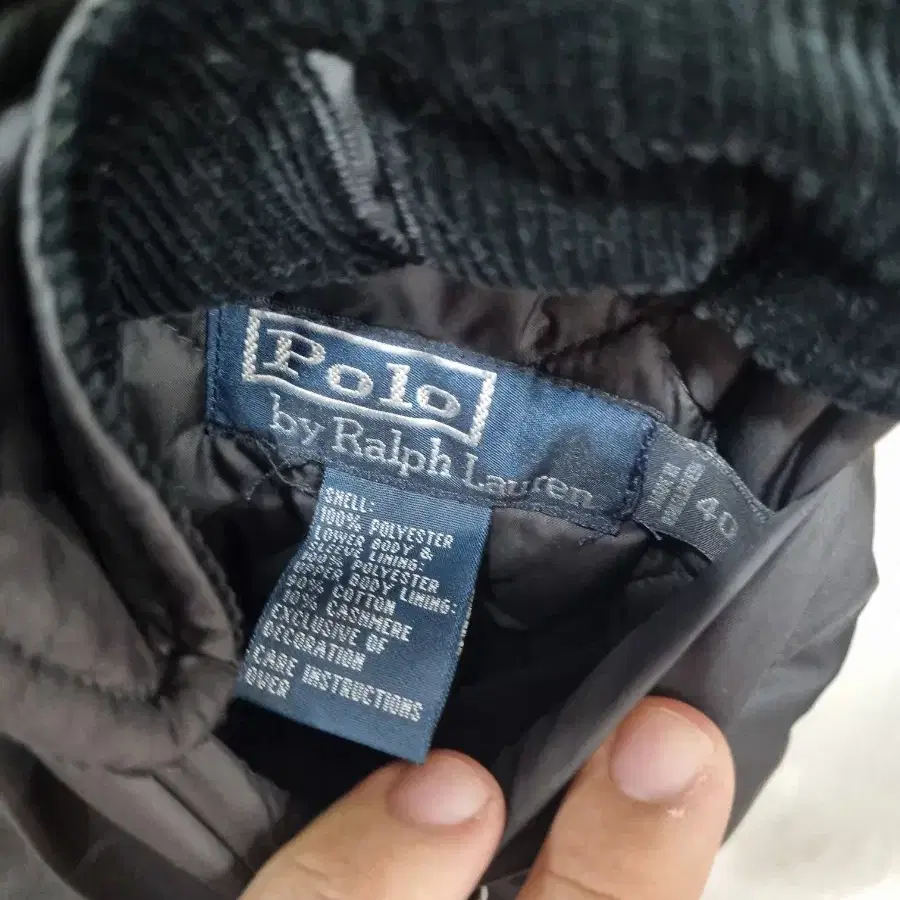 Polo
by Ralph Lauren
40
SHELL:
100% POLYESTER
LOWER BODY &
SLEEVE LINING:
100% POLYESTER
UPPER BODY LINING:
90% COTTON
10% CASHMERE
EXCLUSIVE OF
DECORATION
CARE INSTRUCTIONS
OVER